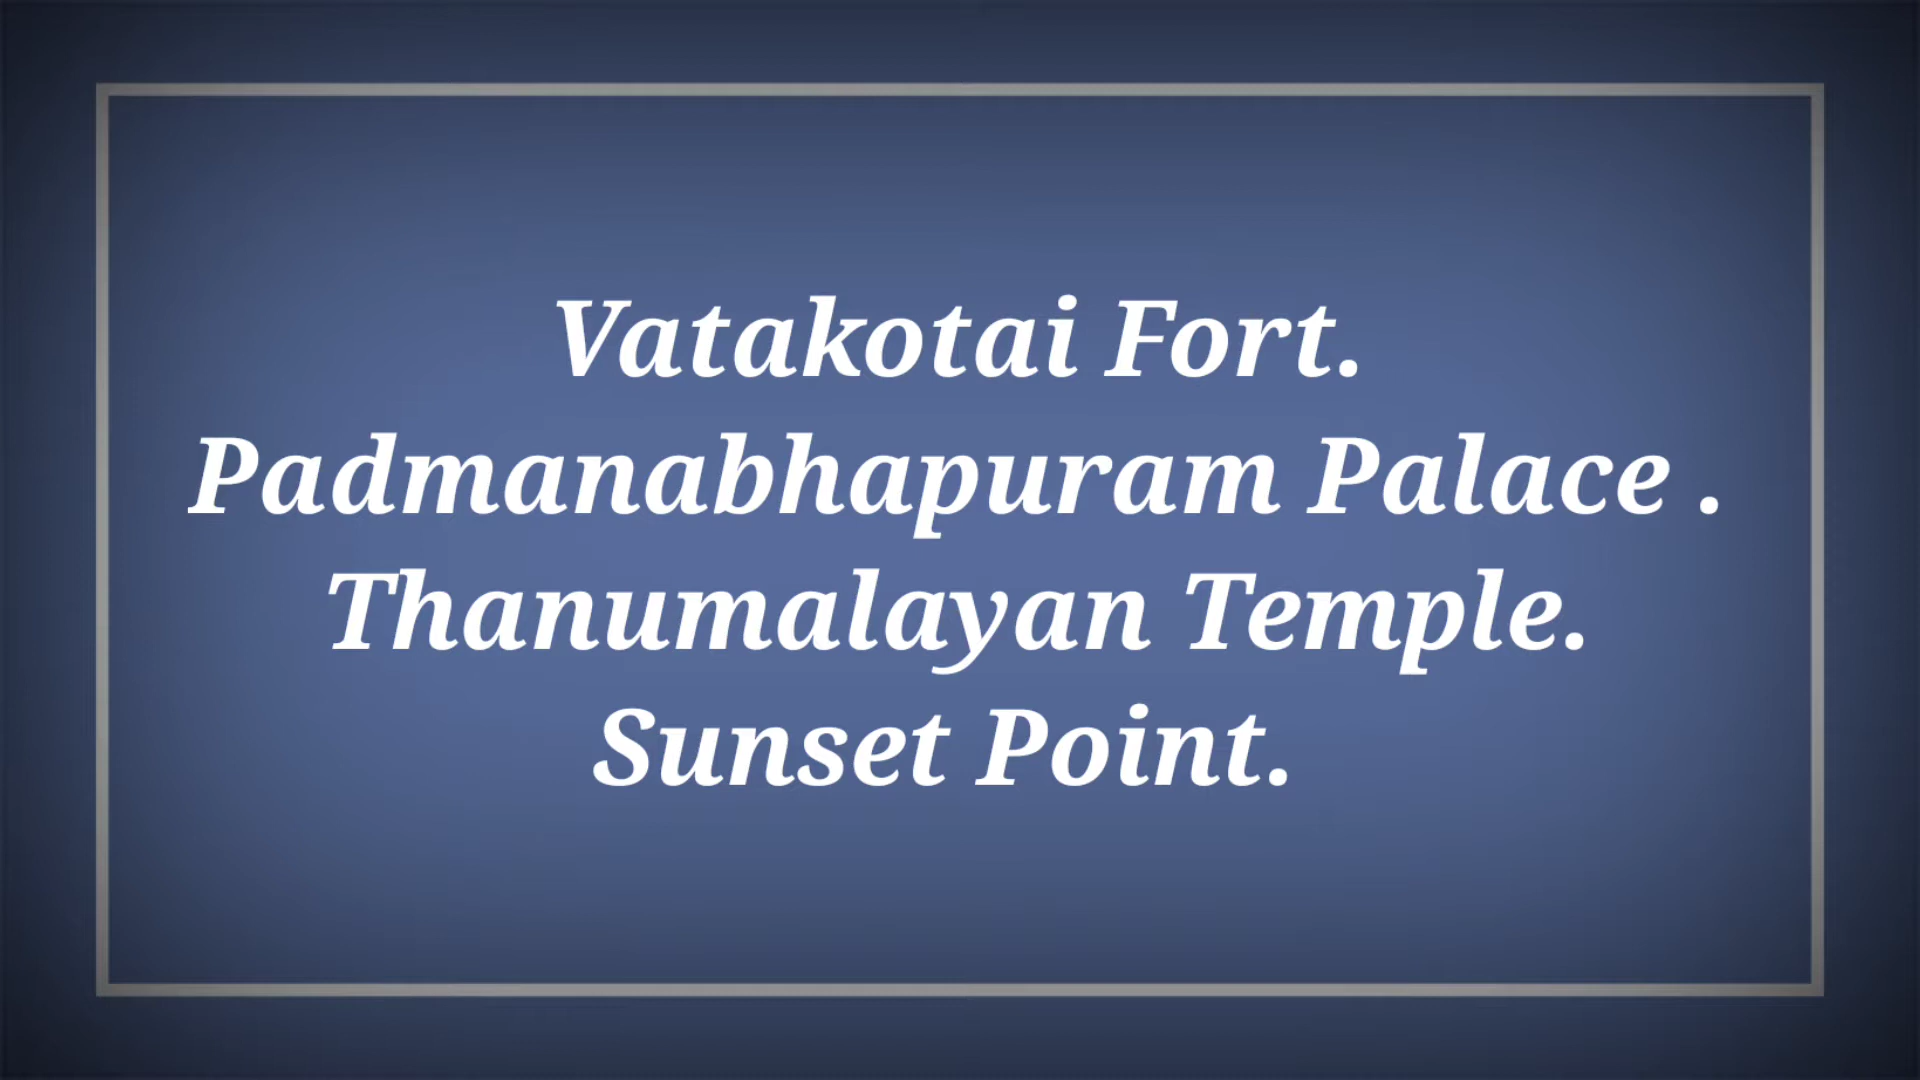 Vatakotai Fort.
Padmanabhapuram Palace .
Thanumalayan Temple.
Sunset Point.